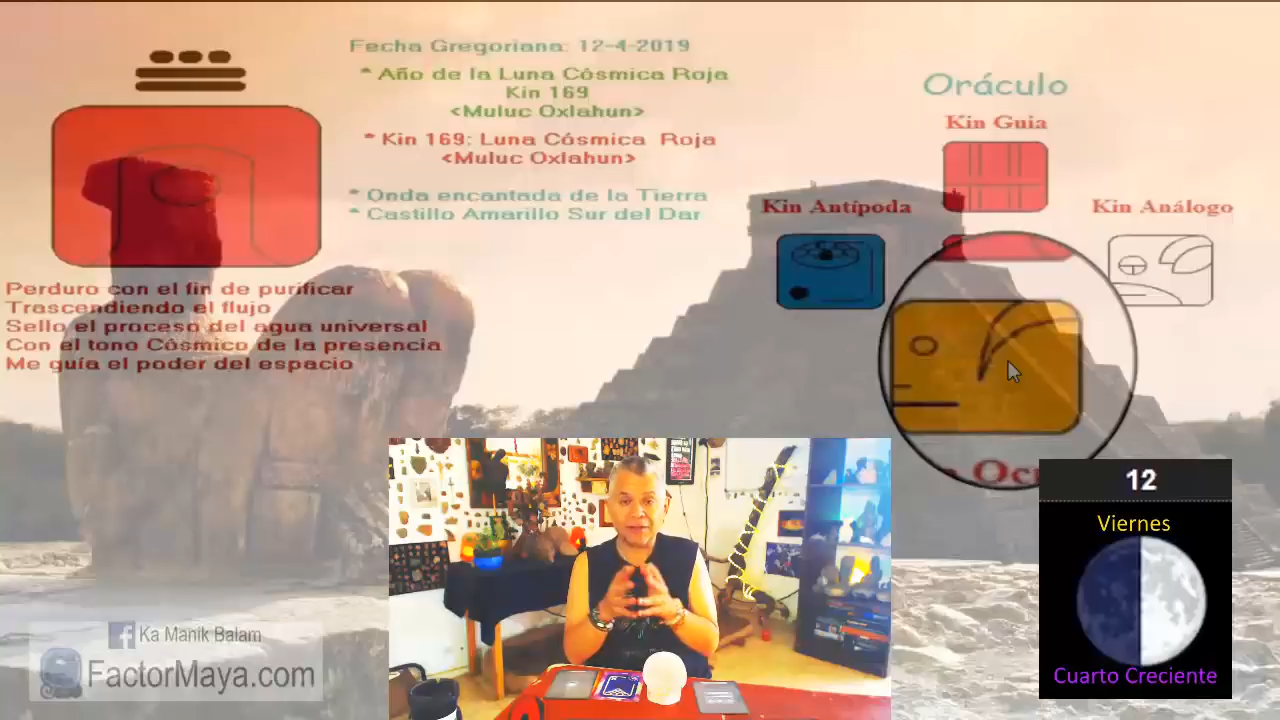 Fecha Gregoriana: 12-4-2019
* Año de la Luna Cósmica Roja
Kin 169
<Muluc Oxlahun>
* Kin 169: Luna Cósmica Roja
<Muluc Oxlahun>
* Onda encantada de la Tierra
* Castillo Amarillo Sur del Dar
Perduro con el fin de purificar
Trascendiendo el flujo
Sello el proceso del agua universal
Con el tono Cósmico de la presencia
Me guía el poder del espacio
Oráculo
Kin Guia
Kin Antípoda
Kin Análogo
Ocu
12
Viernes
Cuarto Creciente
f Ka Manik Balam
FactorMaya.com